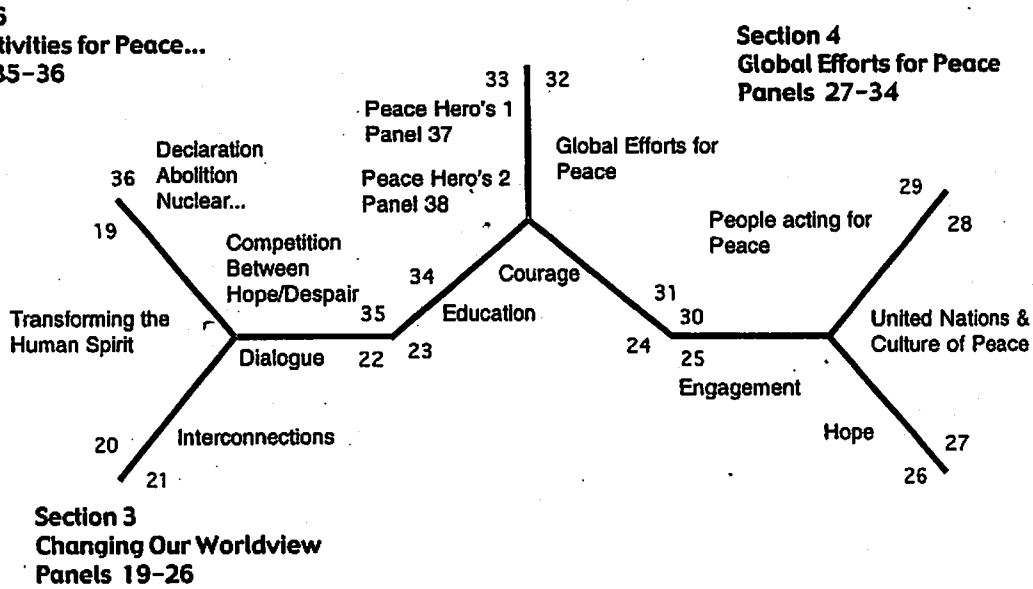 tivities for Peace...
35-36
Section 4
Global Efforts for Peace
Panels 27-34
33
32
Peace Hero's 1
Panel 37
Peace Hero's 2
Panel 38
Global Efforts for
Peace
Declaration
Abolition
Nuclear...
36
19
Competition
Between
Hope/Despair
34
35
Transforming the
Human Spirit
Dialogue
22
23
Education
Courage
31
30
24
25
Engagement
People acting for
Peace
29
28
United Nations &
Culture of Peace
Hope
27
26
Interconnections
20
21
Section 3
Changing Our Worldview
Panels 19-26